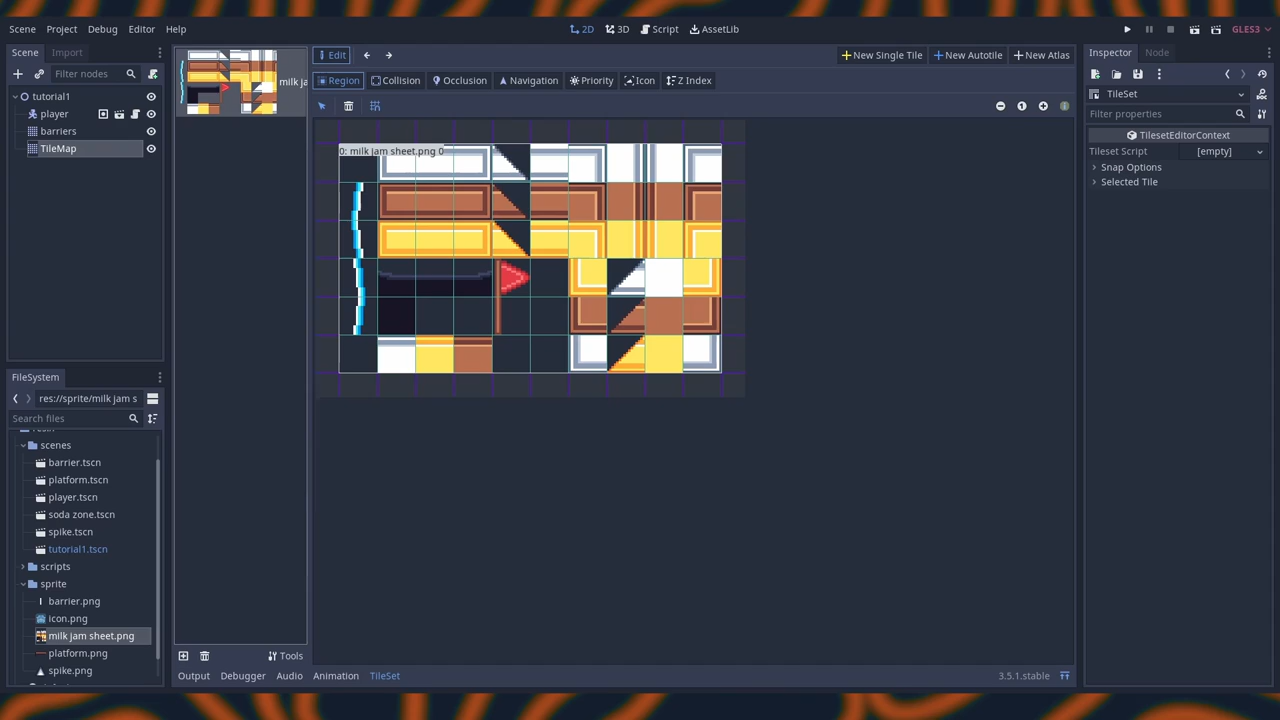 Scene Project Debug Editor Help
2D 3D Script AssetLib
GLES3
Scene Import
Filter nodes
tutorial1
player
barriers
TileMap
FileSystem
res://sprite/milk jam s
Search files
scenes
barrier.tscn
platform.tscn
player.tscn
soda zone.tscn
spike.tscn
tutorial1.tscn
scripts
sprite
barrier.png
icon.png
milk jam sheet.png
platform.png
spike.png
milk ja
Tools
Edit
New Single Tile New Autotile New Atlas
Region Collision Occlusion Navigation Priority Icon Z Index
0: milk jam sheet.png 0
Output Debugger Audio Animation TileSet
3.5.1.stable
Inspector Node
TileSet
Filter properties
TilesetEditorContext
Tileset Script [empty]
Snap Options
Selected Tile